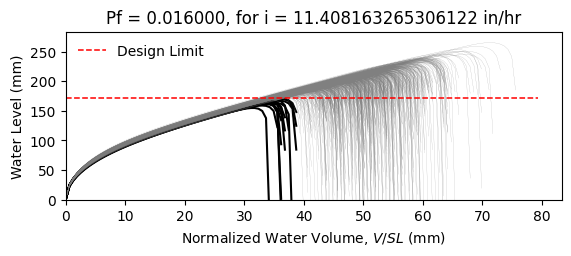 Pf = 0.016000, for i = 11.408163265306122 in/hr
Water Level (mm)
250
200
150
100
50
0
Design Limit
0 10 20 30 40 50 60 70 80
Normalized Water Volume, V/SL (mm)